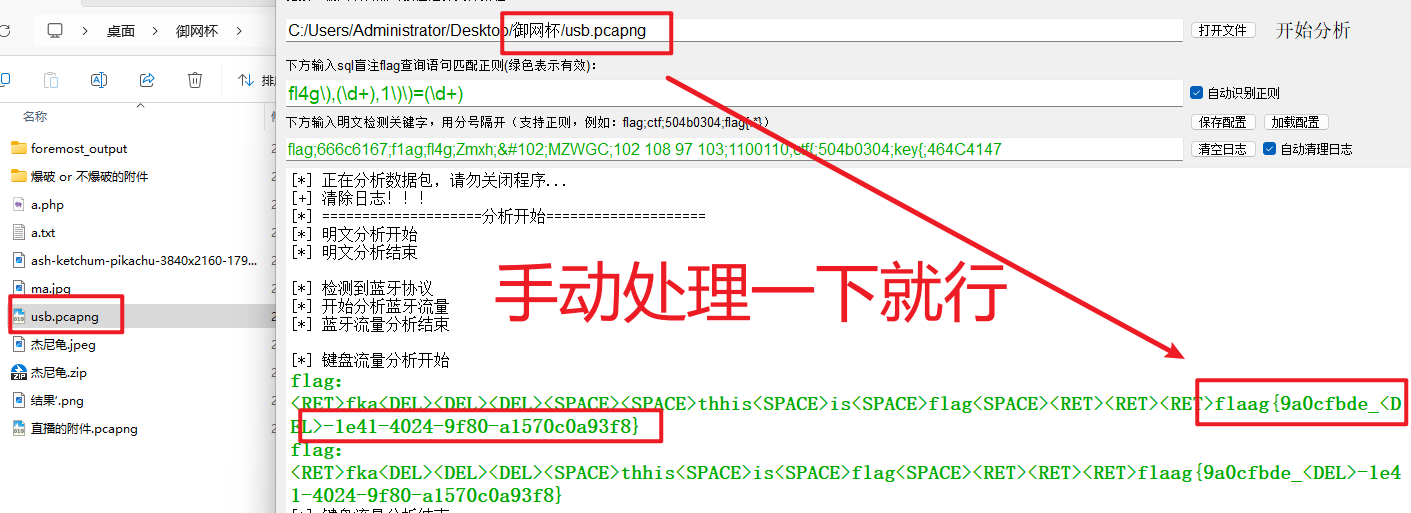 桌面
御网杯
排
名称
foremost_output
爆破 or 不爆破的附件
a.php
a.txt
ash-ketchum-pikachu-3840x2160-179...
ma.jpg
usb.pcapng
杰尼龟.jpeg
杰尼龟.zip
结果'.png
直播的附件.pcapng
C:/Users/Administrator/Desktop/御网杯/usb.pcapng
打开文件
开始分析
下方输入sql盲注flag查询语句匹配正则(绿色表示有效)：
fl4g\),(\d+),1\)\)=(\d+)
自动识别正则
下方输入明文检测关键字，用分号隔开（支持正则，例如：flag;ctf;504b0304;flag{.*}）
保存配置
加载配置
flag;666c6167;f1ag;fl4g;Zmxh;&#102;MZWGC;102 108 97 103;1100110;ctf{;504b0304;key{;464C4147
清空日志
自动清理日志
[*] 正在分析数据包，请勿关闭程序...
[+] 清除日志！！！
[*] ====================分析开始====================
[*] 明文分析开始
[*] 明文分析结束
[*] 检测到蓝牙协议
[*] 开始分析蓝牙流量
[*] 蓝牙流量分析结束
手动处理一下就行
[*] 键盘流量分析开始
flag：
<RET>fka<DEL><DEL><DEL><SPACE><SPACE>thhis<SPACE>is<SPACE>flag<SPACE><RET><RET><RET>flaag{9a0cfbde_<D
EL>-1e41-4024-9f80-a1570c0a93f8}
flag：
<RET>fka<DEL><DEL><DEL><SPACE>thhis<SPACE>is<SPACE>flag<SPACE><RET><RET><RET>flaag{9a0cfbde_<DEL>-1e4
1-4024-9f80-a1570c0a93f8}